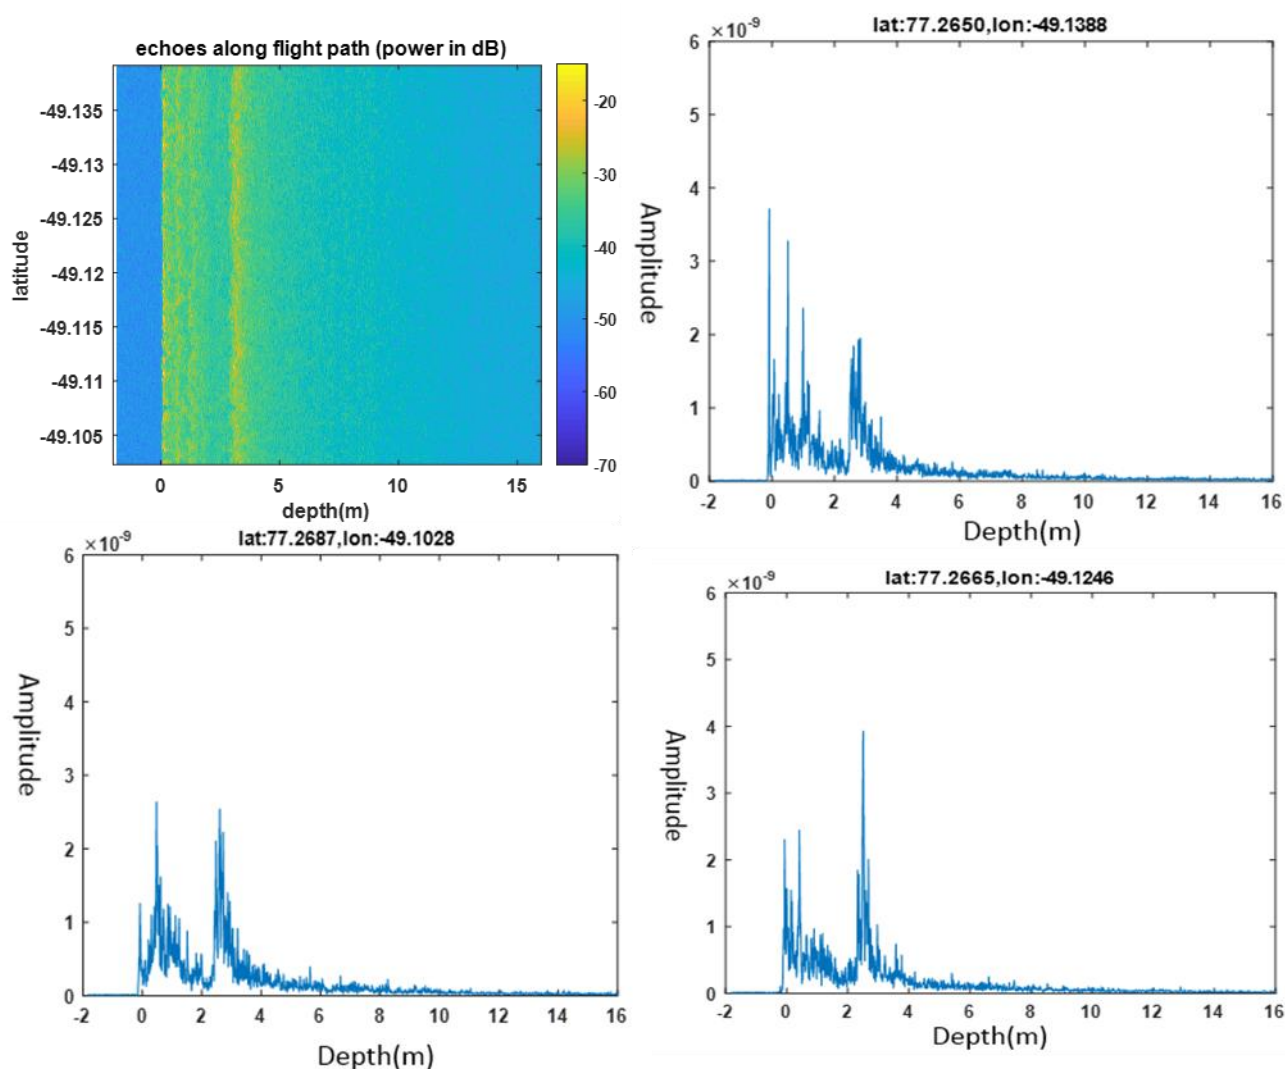 echoes along flight path (power in dB)
latitude
-49.135
-49.13
-49.125
-49.12
-49.115
-49.11
-49.105
0 5 10 15
depth(m)
-20
-30
-40
-50
-60
-70
lat:77.2650,lon:-49.1388
×10-9
Amplitude
6
5
4
3
2
1
0
-2 0 2 4 6 8 10 12 14 16
Depth(m)
lat:77.2687,lon:-49.1028
×10-9
Amplitude
6
5
4
3
2
1
0
-2 0 2 4 6 8 10 12 14 16
Depth(m)
lat:77.2665,lon:-49.1246
×10-9
Amplitude
6
5
4
3
2
1
0
-2 0 2 4 6 8 10 12 14 16
Depth(m)